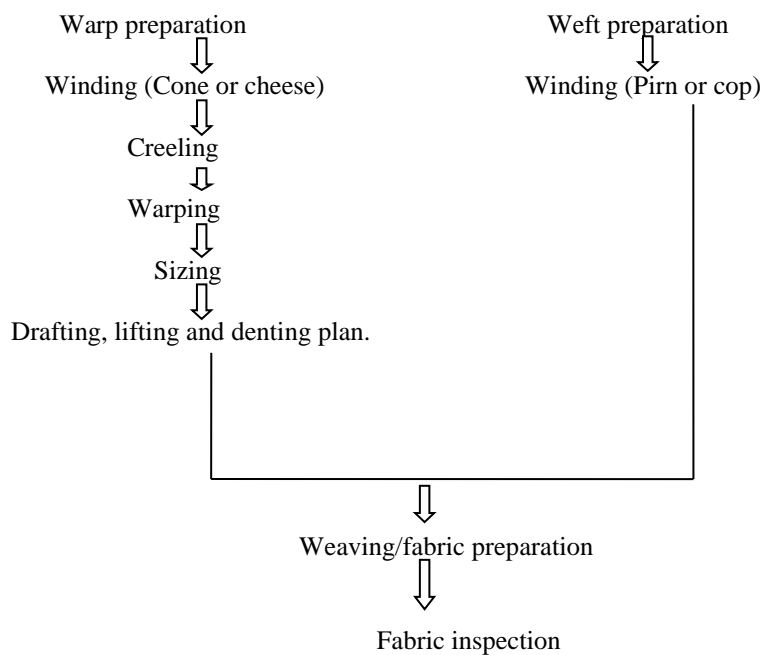 Warp preparation
Weft preparation
Winding (Cone or cheese)
Winding (Pirn or cop)
Creeling
Warping
Sizing
Drafting, lifting and denting plan.
Weaving/fabric preparation
Fabric inspection